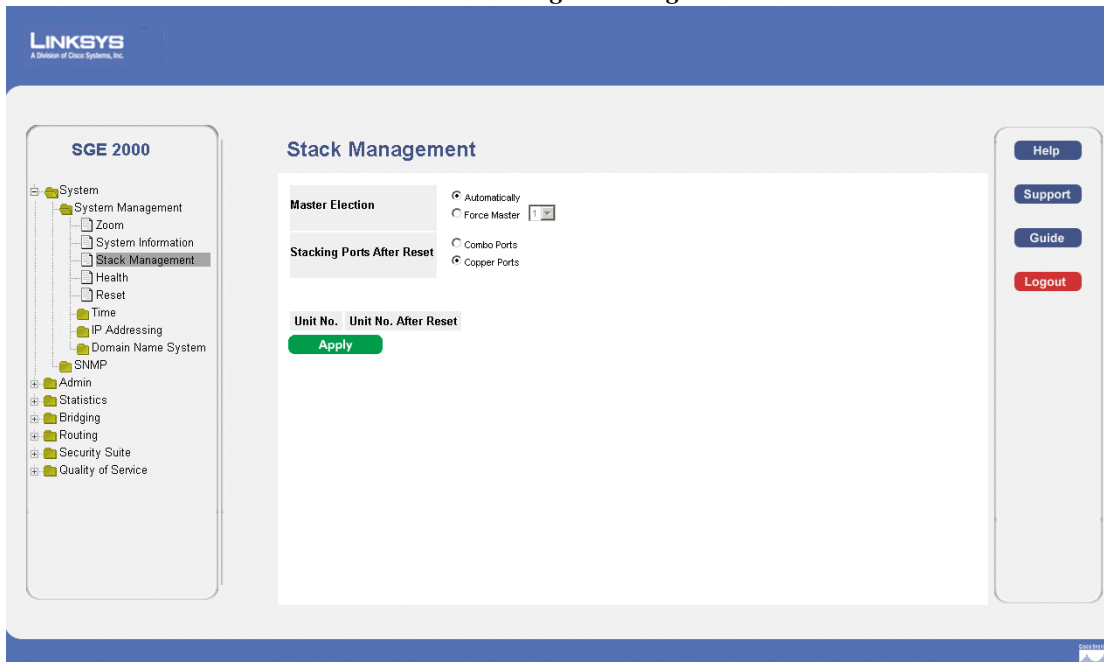 LINKSYS
A Division of Cisco Systems, Inc.
SGE 2000
System
System Management
Zoom
System Information
Stack Management
Health
Reset
Time
IP Addressing
Domain Name System
SNMP
Admin
Statistics
Bridging
Routing
Security Suite
Quality of Service
Stack Management
Master Election
Automatically
Force Master 1
Stacking Ports After Reset
Combo Ports
Copper Ports
Unit No. Unit No. After Reset
Apply
Help
Support
Guide
Logout